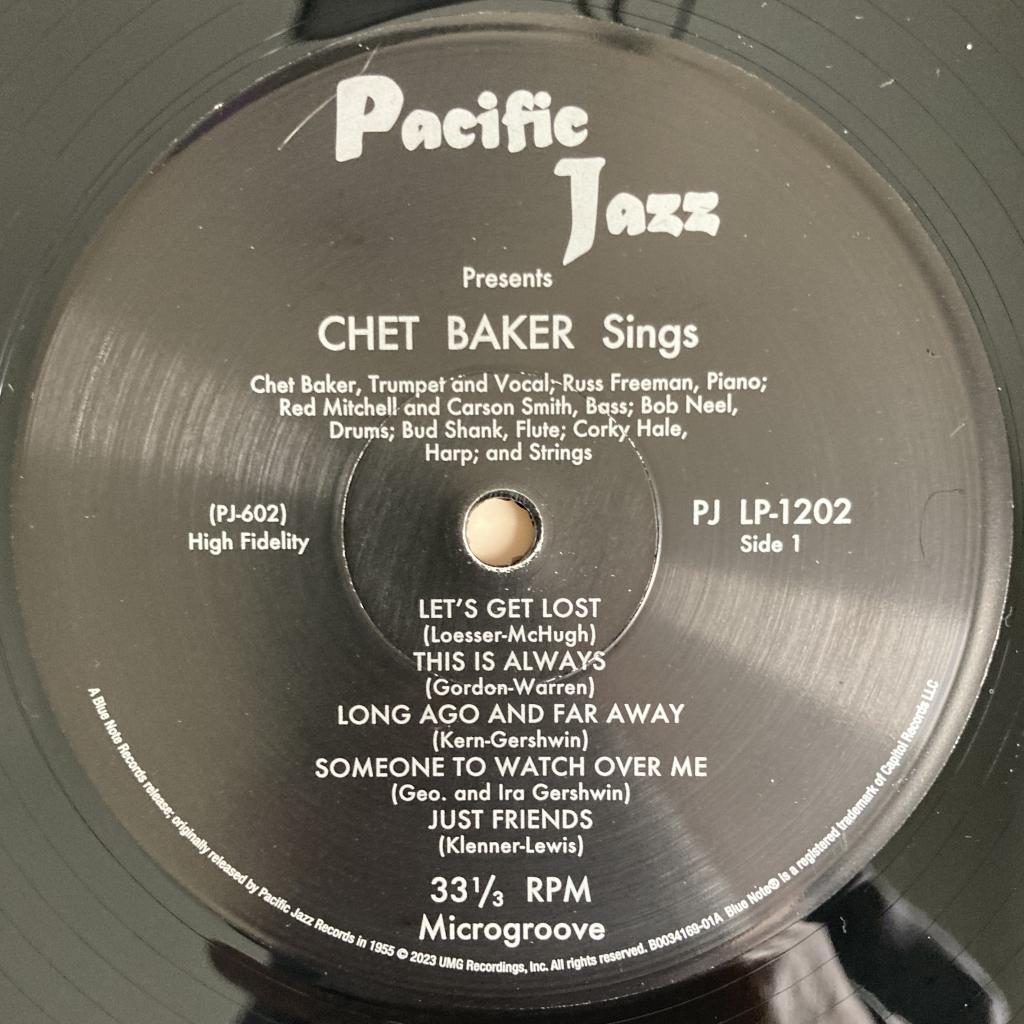 Pacific
Jazz
Presents
CHET BAKER Sings
Chet Baker, Trumpet and Vocal; Russ Freeman, Piano;
Red Mitchell and Carson Smith, Bass; Bob Neel,
Drums; Bud Shank, Flute; Corky Hale,
Harp; and Strings
(PJ-602)
High Fidelity
PJ LP-1202
Side 1
LET'S GET LOST
(Loesser-McHugh)
THIS IS ALWAYS
(Gordon-Warren)
LONG AGO AND FAR AWAY
(Kern-Gershwin)
SOMEONE TO WATCH OVER ME
(Geo. and Ira Gershwin)
JUST FRIENDS
(Klenner-Lewis)
33⅓ RPM
Microgroove
A Blue Note Records release; originally released by Pacific Jazz Records in 1955 © 2023 UMG Recordings, Inc. All rights reserved. B0034169-01A Blue Note® is a registered trademark of Capitol Records LLC